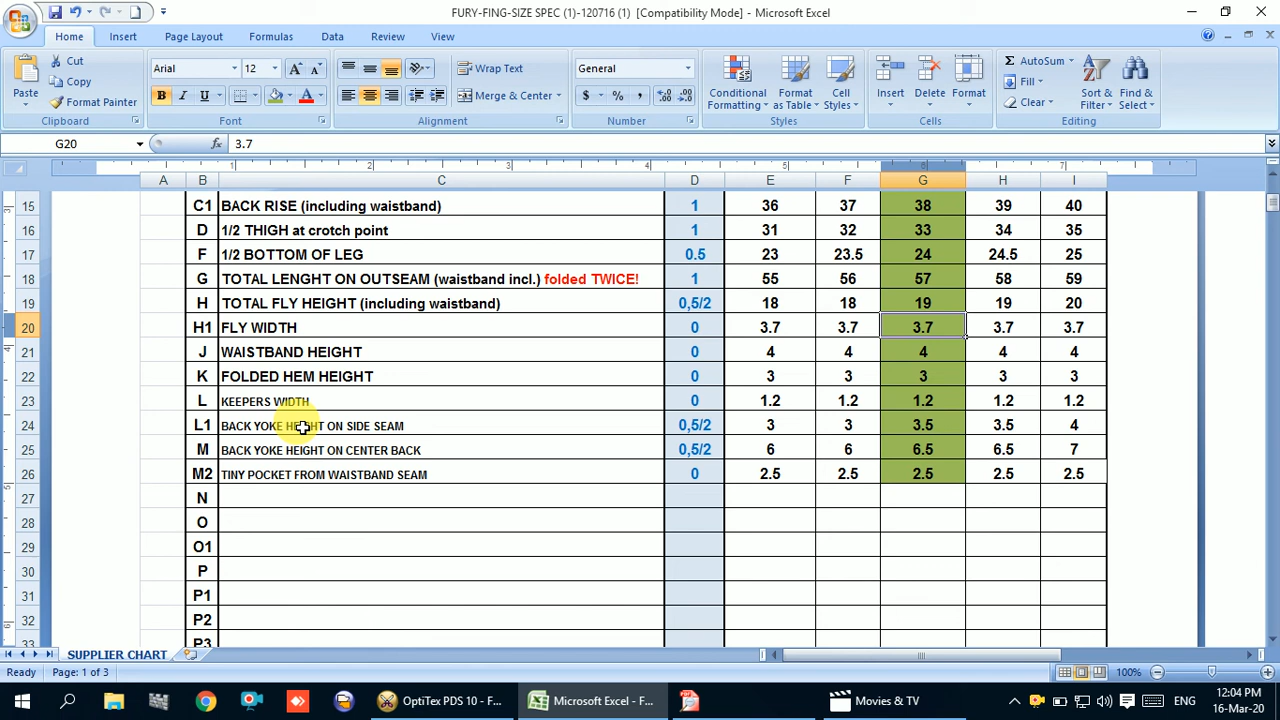 FURY-FING-SIZE SPEC (1)-120716 (1) [Compatibility Mode] - Microsoft Excel
Home Insert Page Layout Formulas Data Review View
Cut Arial 12 Wrap Text General AutoSum
Paste Copy Fill
Format Painter Merge & Center Conditional Formatting Format as Table Cell Styles Insert Delete Format Clear Sort & Filter Find & Select
Clipboard Font Alignment Number Styles Cells Editing
G20 fx 3.7
1 2 3 4 5 6 7
A B C D E F G H I
15 C1 BACK RISE (including waistband) 1 36 37 38 39 40
16 D 1/2 THIGH at crotch point 1 31 32 33 34 35
17 F 1/2 BOTTOM OF LEG 0.5 23 23.5 24 24.5 25
18 G TOTAL LENGHT ON OUTSEAM (waistband incl.) folded TWICE! 1 55 56 57 58 59
19 H TOTAL FLY HEIGHT (including waistband) 0,5/2 18 18 19 19 20
20 H1 FLY WIDTH 0 3.7 3.7 3.7 3.7 3.7
21 J WAISTBAND HEIGHT 0 4 4 4 4 4
22 K FOLDED HEM HEIGHT 0 3 3 3 3 3
23 L KEEPERS WIDTH 0 1.2 1.2 1.2 1.2 1.2
24 L1 BACK YOKE HEIGHT ON SIDE SEAM 0,5/2 3 3 3.5 3.5 4
25 M BACK YOKE HEIGHT ON CENTER BACK 0,5/2 6 6 6.5 6.5 7
26 M2 TINY POCKET FROM WAISTBAND SEAM 0 2.5 2.5 2.5 2.5 2.5
27 N
28 O
29 O1
30 P
31 P1
32 P2
33 P3
SUPPLIER CHART
Ready Page: 1 of 3 100%
OptiTex PDS 10 - F... Microsoft Excel - F... Movies & TV ENG 12:04 PM
16-Mar-20